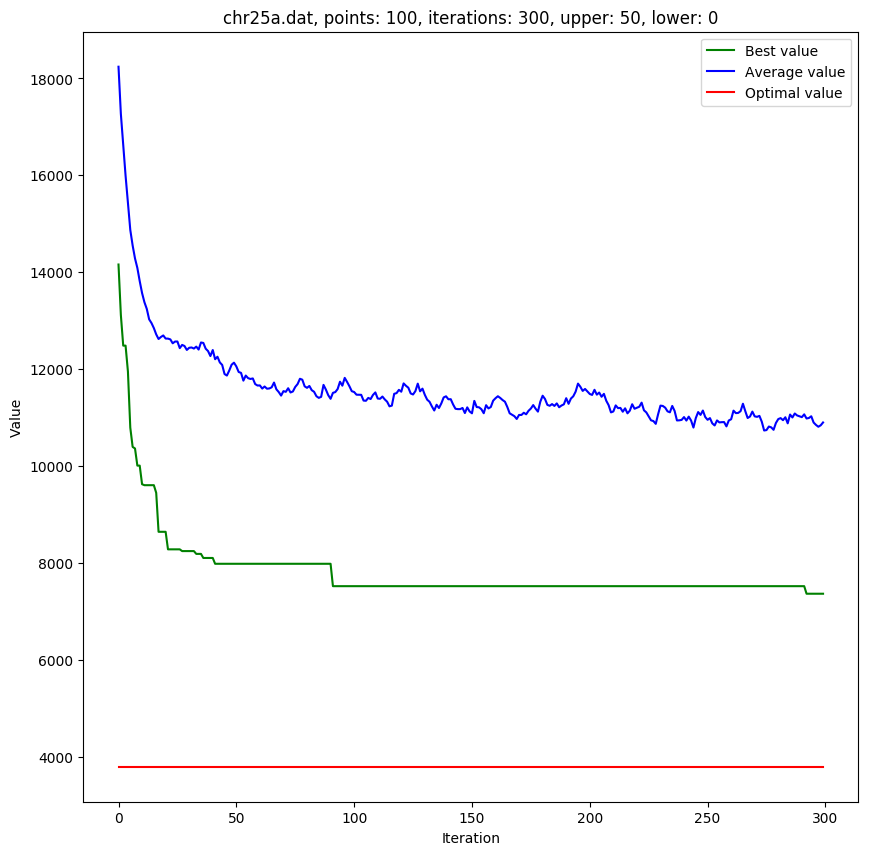 chr25a.dat, points: 100, iterations: 300, upper: 50, lower: 0
Best value
Average value
Optimal value
18000
16000
14000
12000
10000
8000
6000
4000
Value
0 50 100 150 200 250 300
Iteration